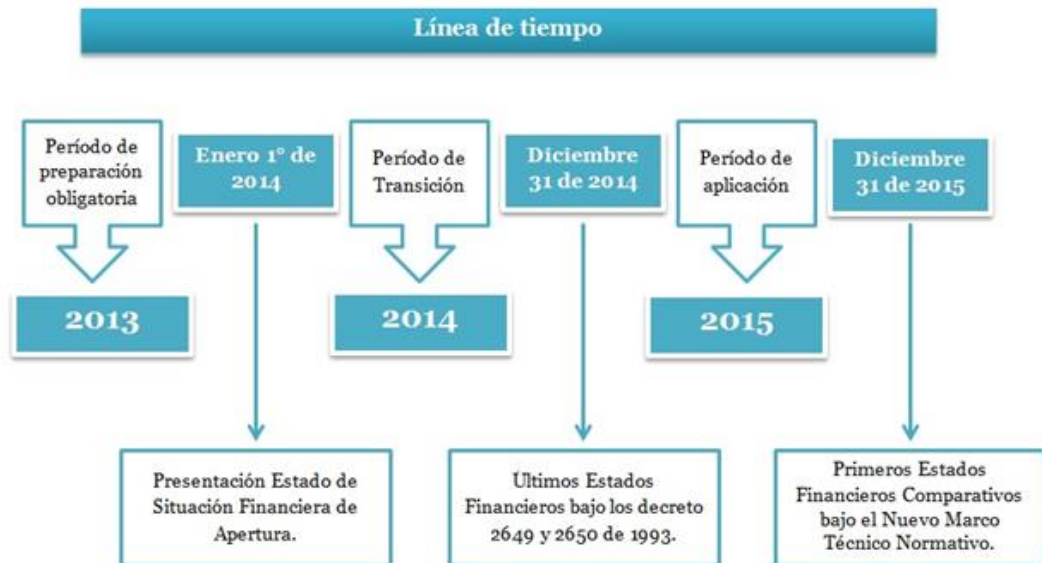 Línea de tiempo
Período de
preparación
obligatoria
Enero 1° de
2014
Período de
Transición
Diciembre
31 de 2014
Período de
aplicación
Diciembre
31 de 2015
2013
2014
2015
Presentación Estado de
Situación Financiera de
Apertura.
Últimos Estados
Financieros bajo los decreto
2649 y 2650 de 1993.
Primeros Estados
Financieros Comparativos
bajo el Nuevo Marco
Técnico Normativo.